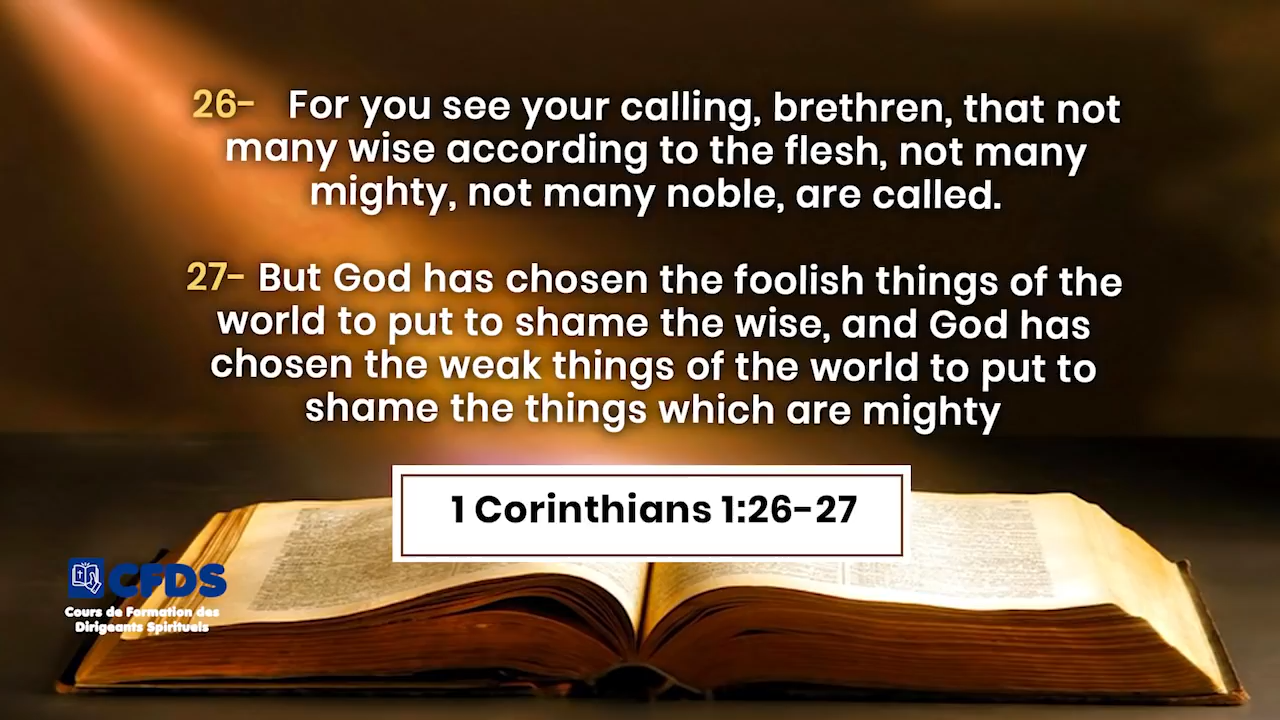 26- For you see your calling, brethren, that not
many wise according to the flesh, not many
mighty, not many noble, are called.
27- But God has chosen the foolish things of the
world to put to shame the wise, and God has
chosen the weak things of the world to put to
shame the things which are mighty
1 Corinthians 1:26-27
CFDS
Cours de Formation des
Dirigeants Spirituels